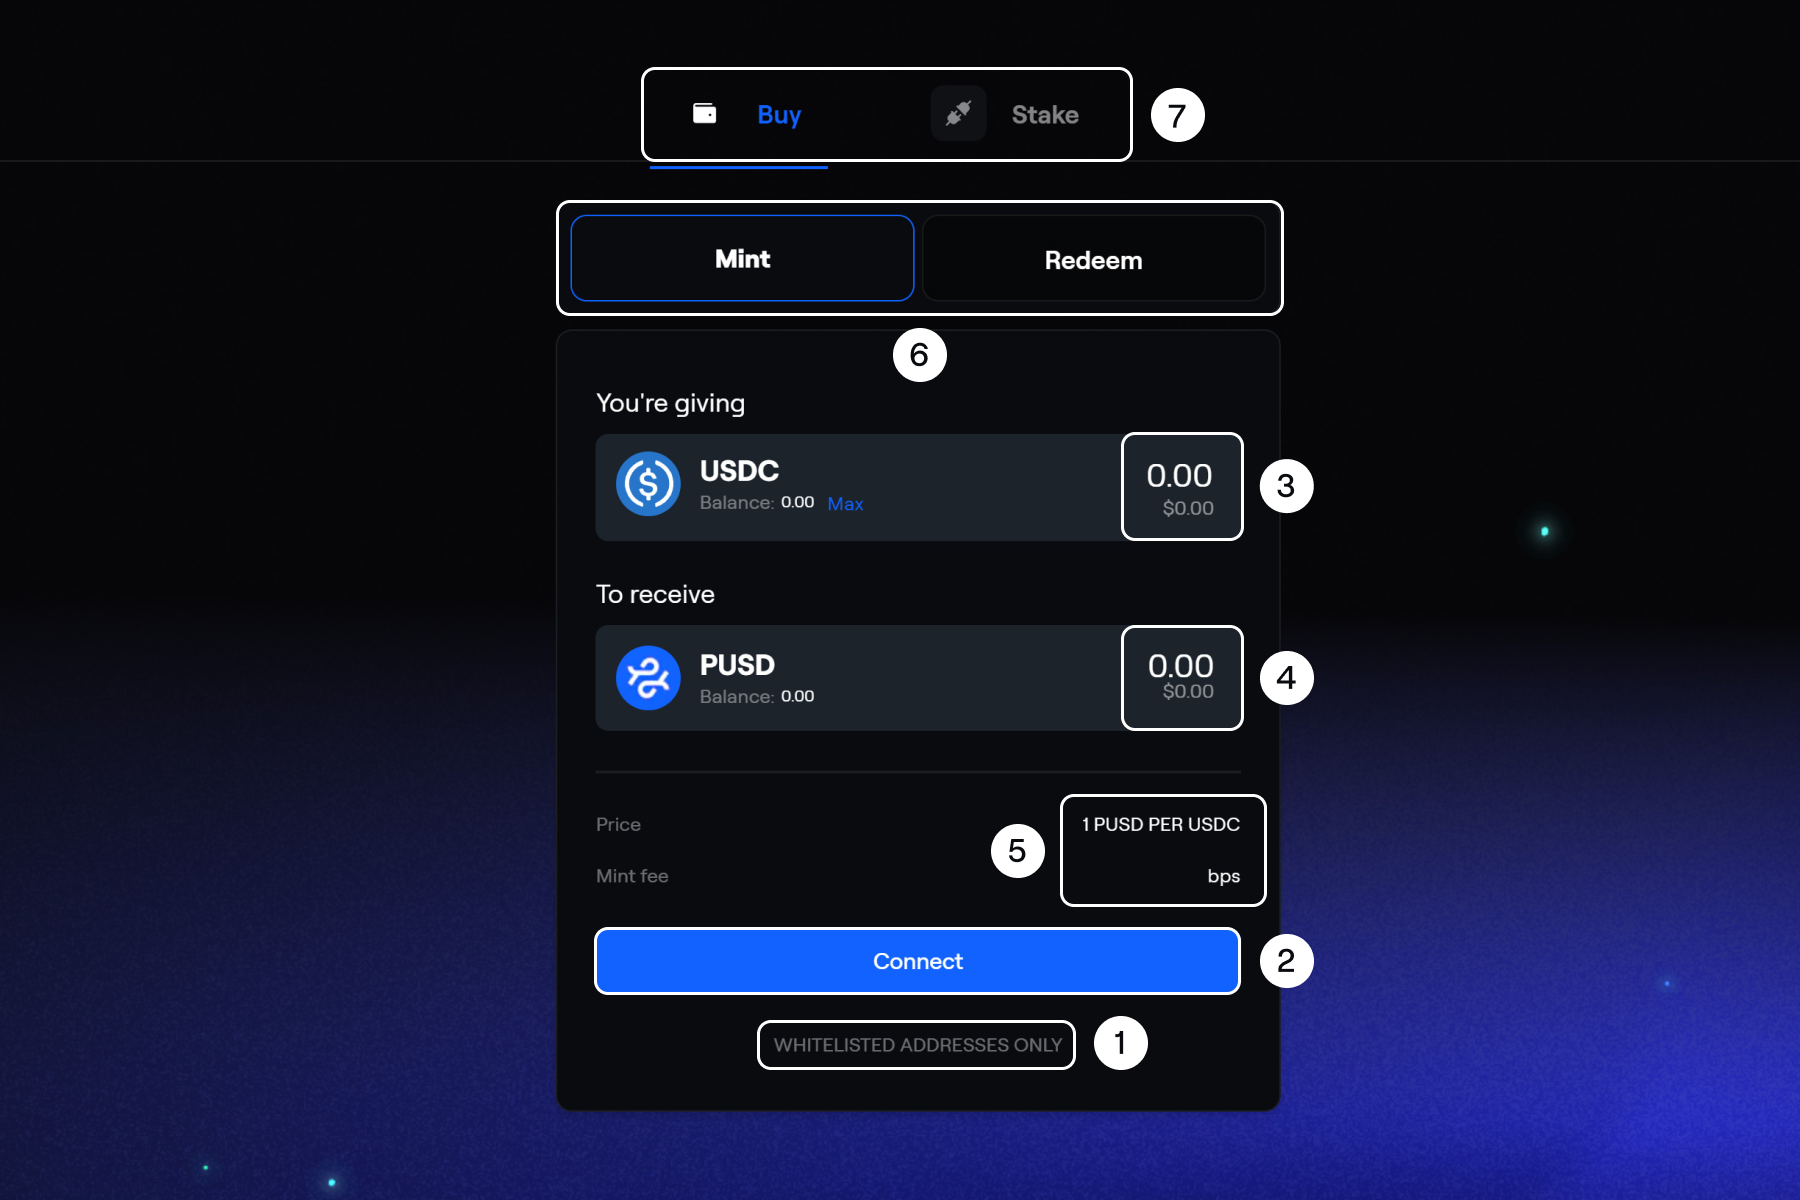 Buy
Stake
7
Mint
Redeem
6
You're giving
USDC
Balance: 0.00 Max
0.00
$0.00
3
To receive
PUSD
Balance: 0.00
0.00
$0.00
4
Price
1 PUSD PER USDC
5
Mint fee
bps
Connect
2
WHITELISTED ADDRESSES ONLY
1